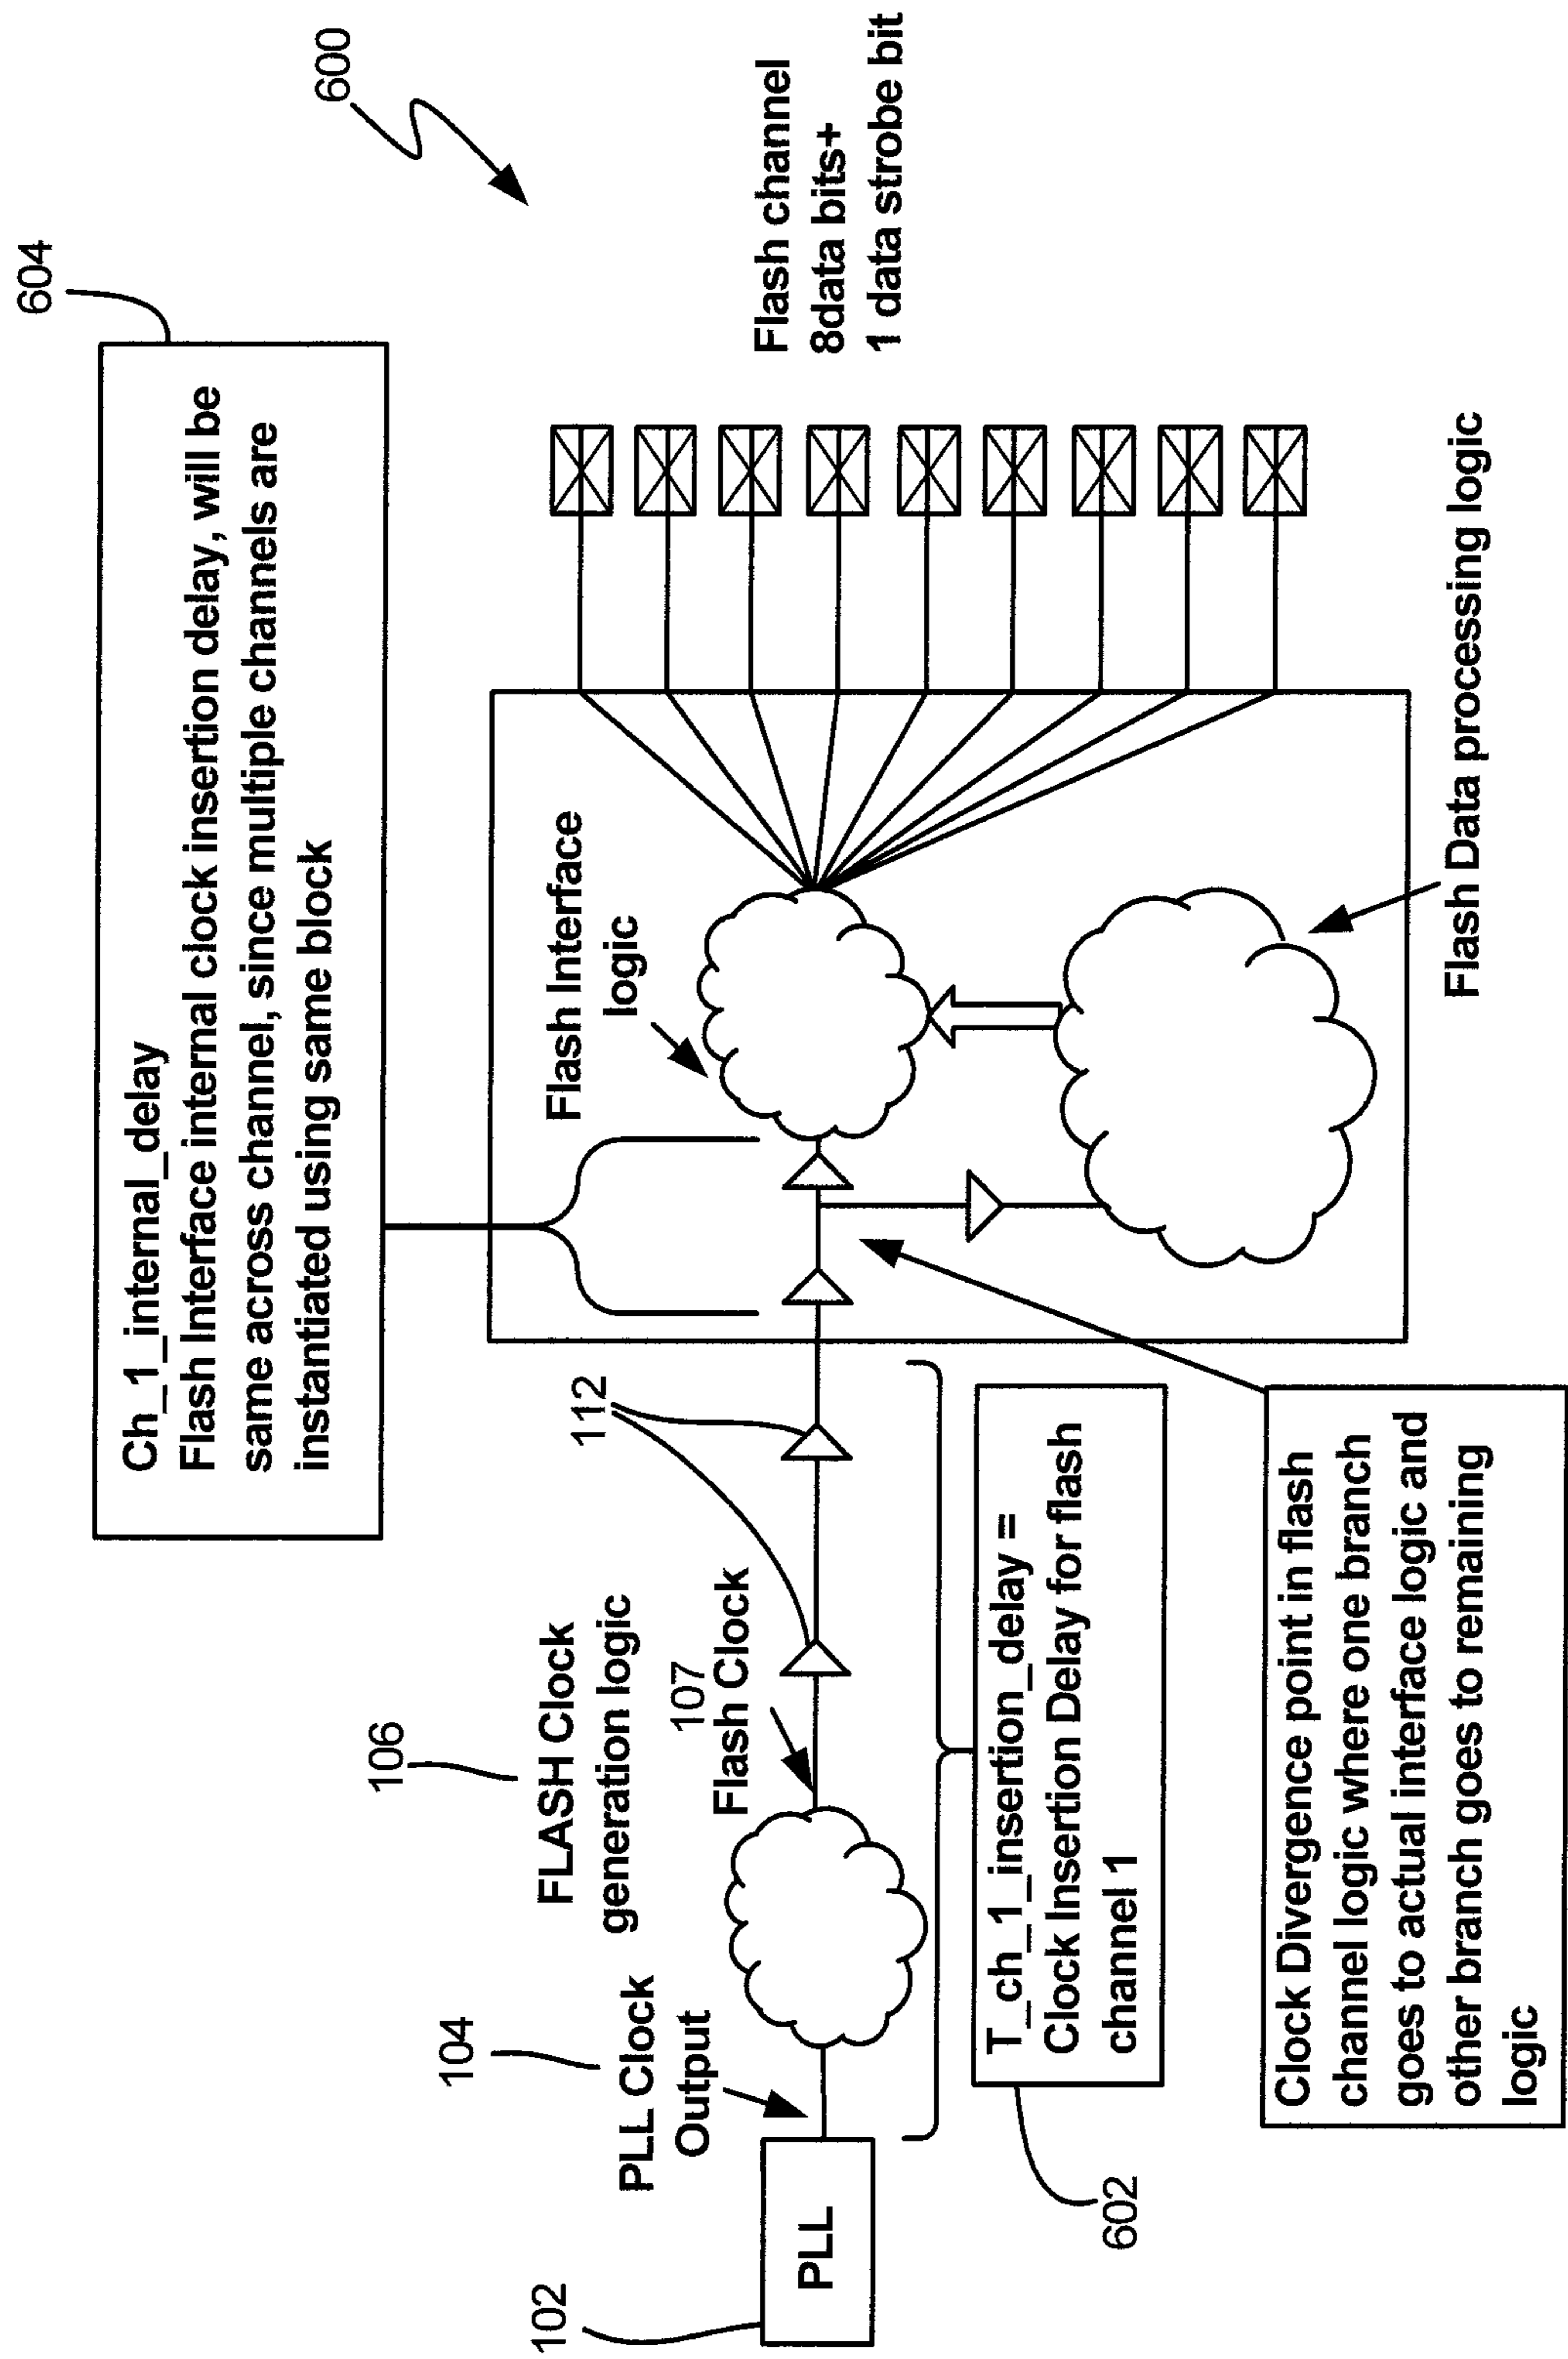 600
604
Ch_1_internal_delay
Flash Interface internal clock insertion delay, will be
same across channel, since multiple channels are
instantiated using same block
Flash channel
8data bits+
1 data strobe bit
106
FLASH Clock
generation logic
112
Flash Interface
logic
104
PLL Clock
Output
107
Flash Clock
102
PLL
T_ch_1_insertion_delay =
Clock Insertion Delay for flash
channel 1
602
Flash Data processing logic
Clock Divergence point in flash
channel logic where one branch
goes to actual interface logic and
other branch goes to remaining
logic